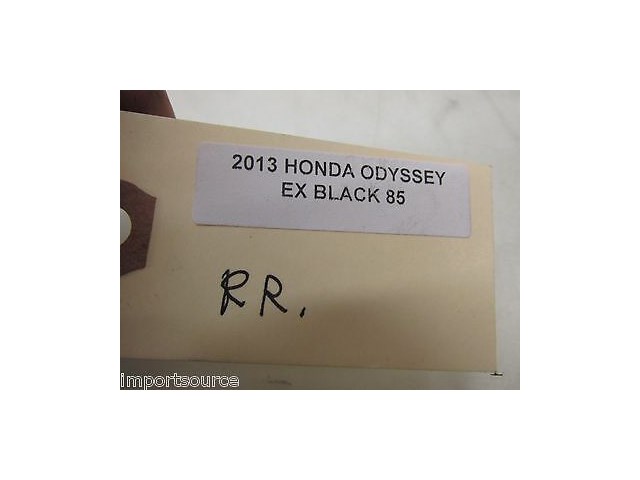 2013 HONDA ODYSSEY
EX BLACK 85
RR.
importsource